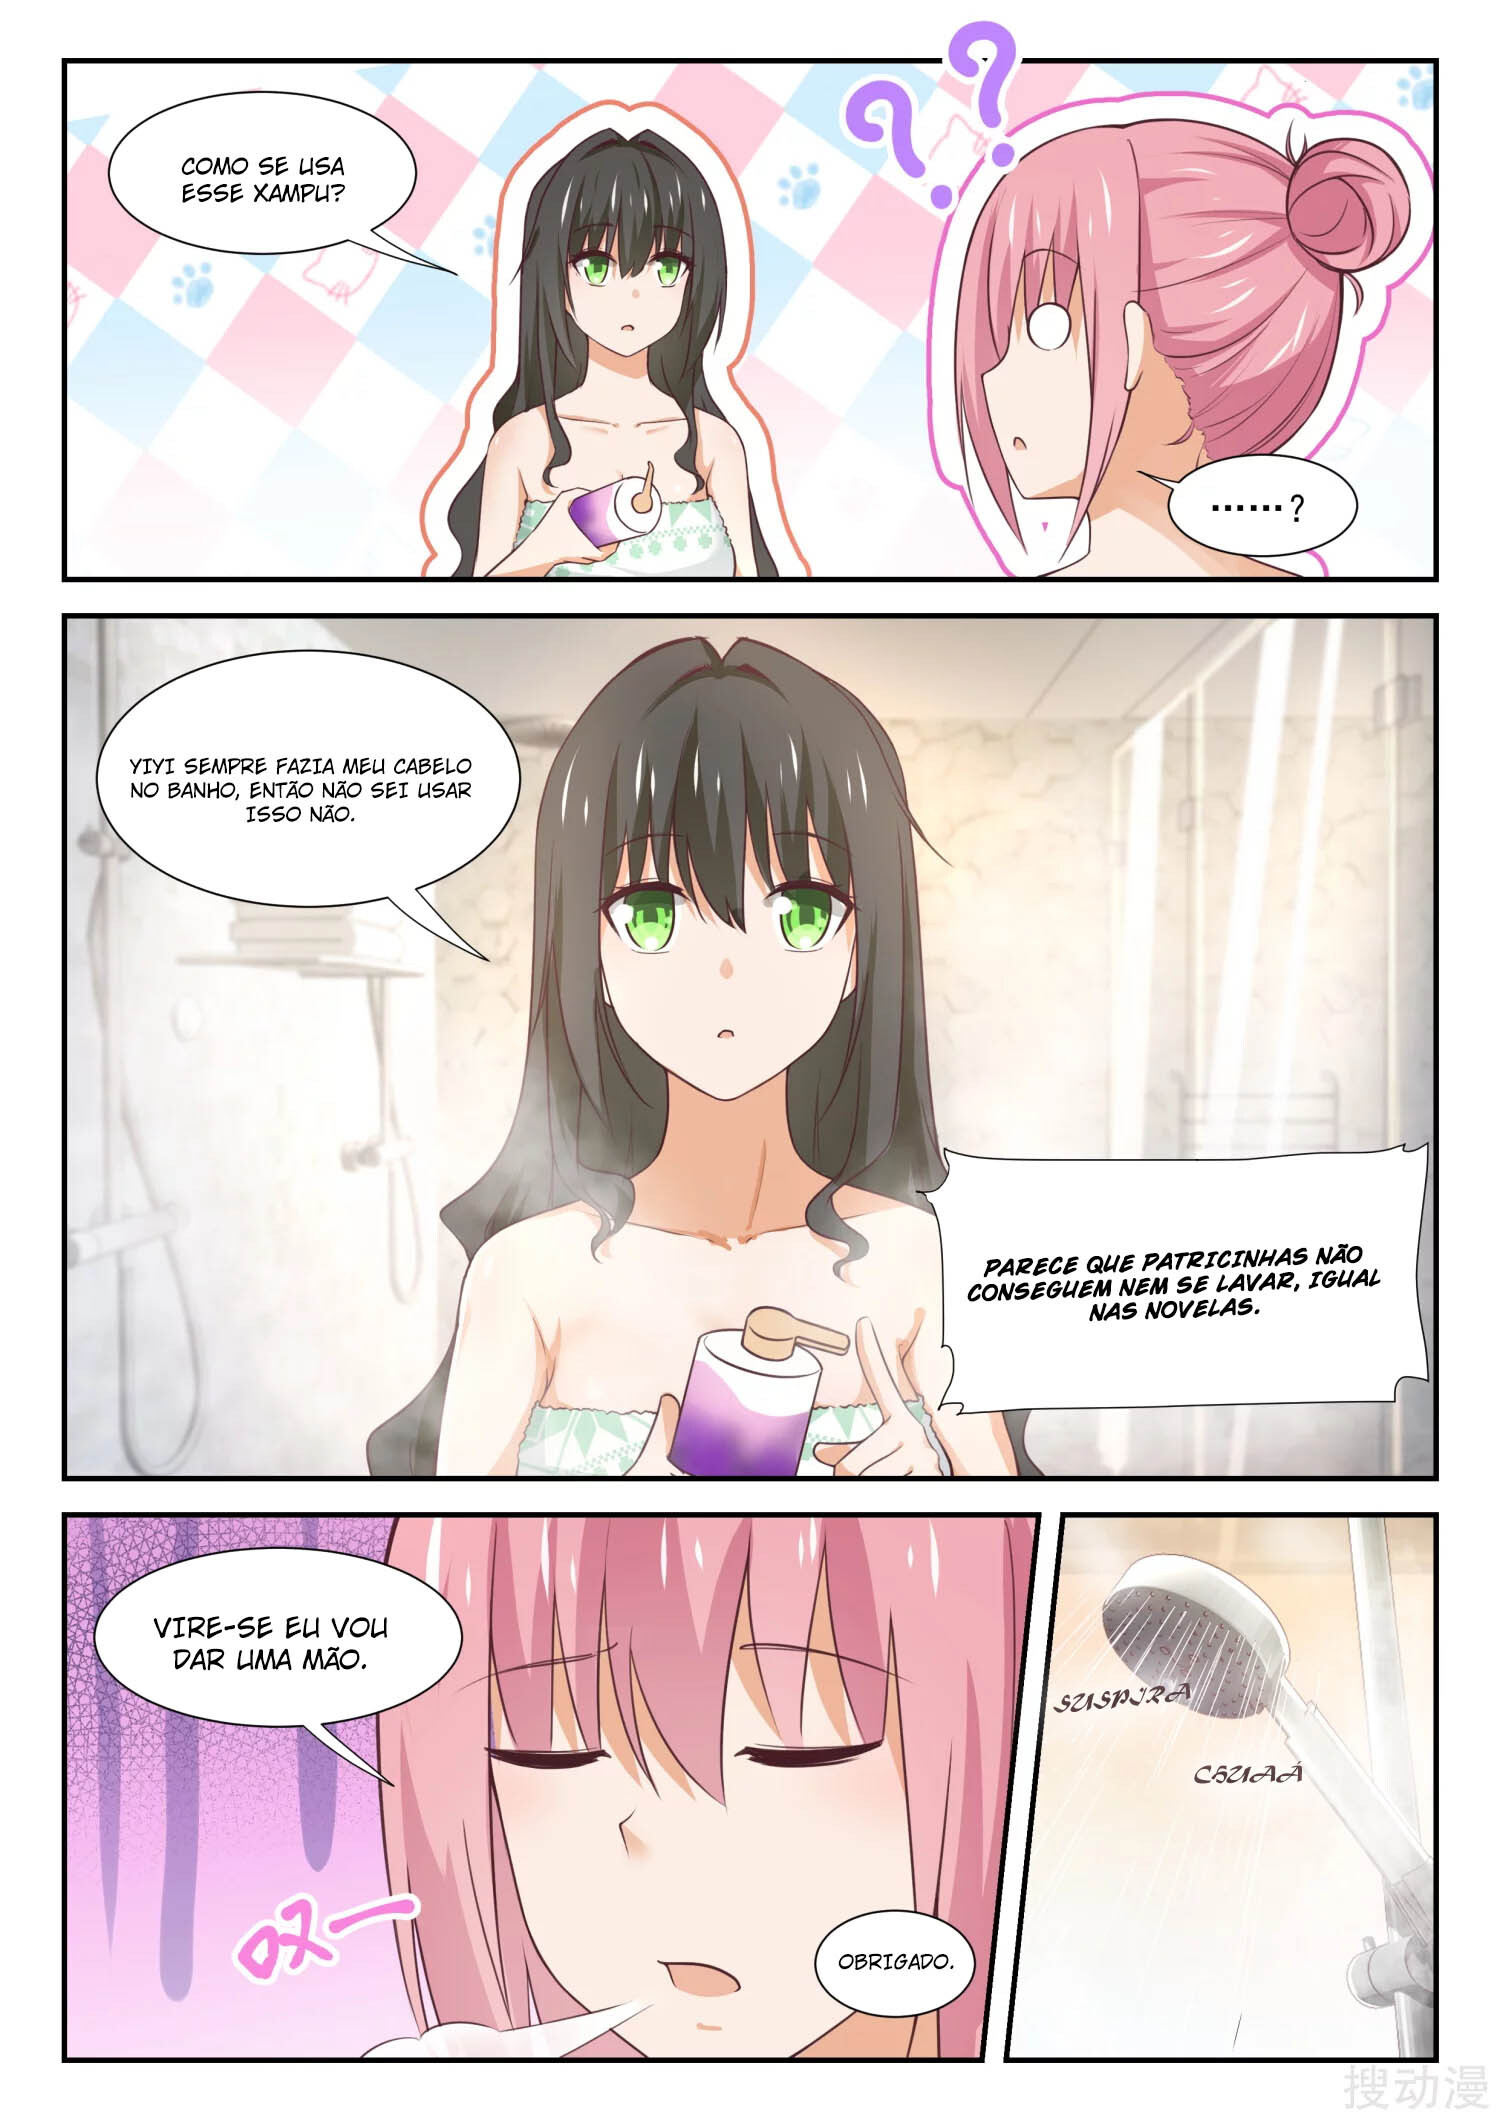 ? ?
COMO SE USA
ESSE XAMPU?
......?
YIYI SEMPRE FAZIA MEU CABELO
NO BANHO, ENTÃO NÃO SEI USAR
ISSO NÃO.
PARECE QUE PATRICINHAS NÃO
CONSEGUEM NEM SE LAVAR, IGUAL
NAS NOVELAS.
VIRE-SE EU VOU
DAR UMA MÃO.
叹一
OBRIGADO.
SUSPIRA
CHUAÁ
搜动漫